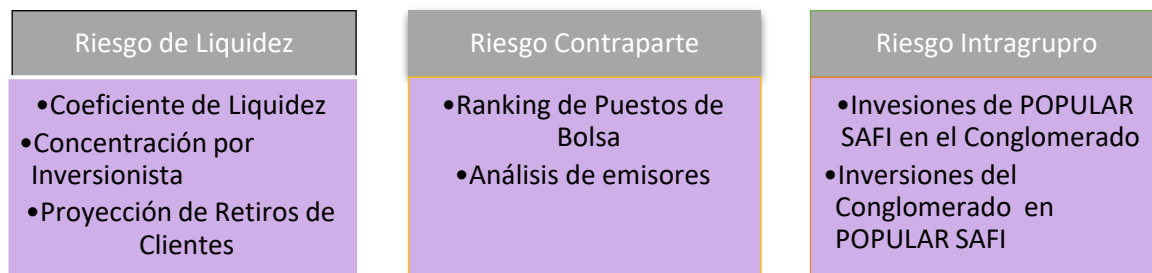 Riesgo de Liquidez
•Coeficiente de Liquidez
•Concentración por
Inversionista
•Proyección de Retiros de
Clientes
Riesgo Contraparte
•Ranking de Puestos de
Bolsa
•Análisis de emisores
Riesgo Intragrupro
•Invesiones de POPULAR
SAFI en el Conglomerado
•Inversiones del
Conglomerado en
POPULAR SAFI